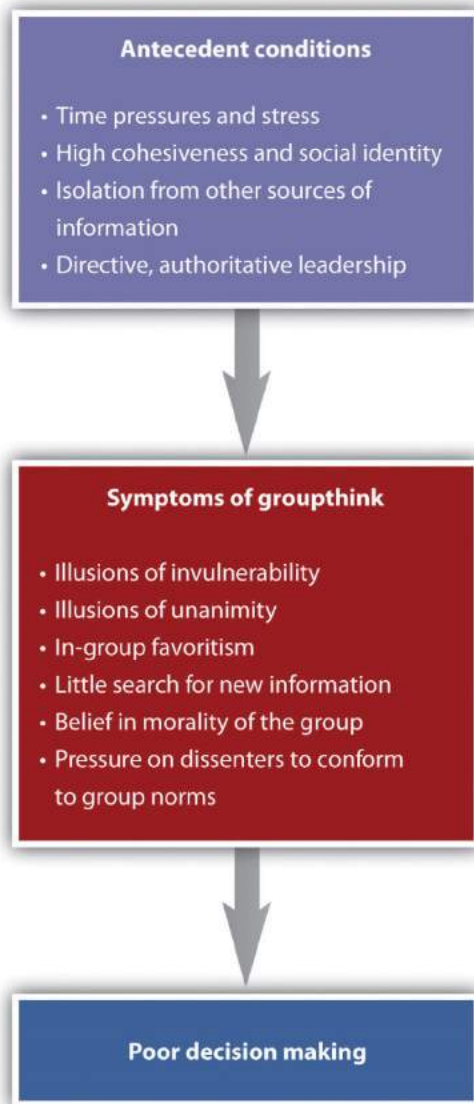 Antecedent conditions
• Time pressures and stress
• High cohesiveness and social identity
• Isolation from other sources of
information
• Directive, authoritative leadership
Symptoms of groupthink
• Illusions of invulnerability
• Illusions of unanimity
• In-group favoritism
• Little search for new information
• Belief in morality of the group
• Pressure on dissenters to conform
to group norms
Poor decision making